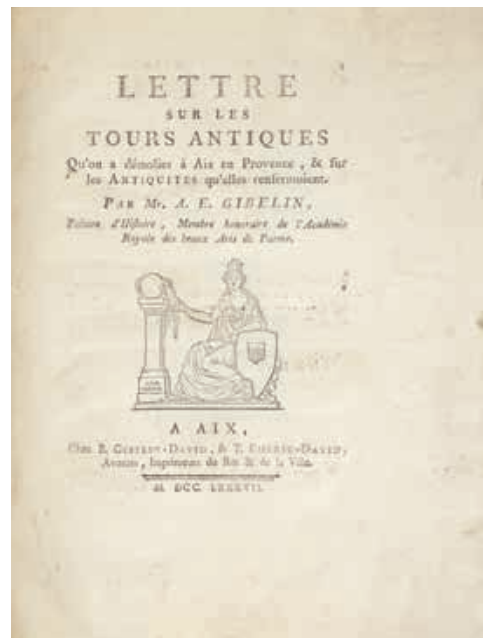 LETTRE
SUR LES
TOURS ANTIQUES
Qu'on a démolies à Aix en Provence, & sur
les ANTIQUITÉS qu'elles renfermoient.
PAR Mr. A. E. GIBELIN,
Peintre d'Histoire, Membre honoraire de l'Académie
Royale des beaux Arts de Parme.
A AIX,
Chez B. GIBELIN-DAVID, & T. EMERIC-DAVID,
Avocats, Imprimeurs du Roi & de la Ville.
M. DCC. LXXXVII.